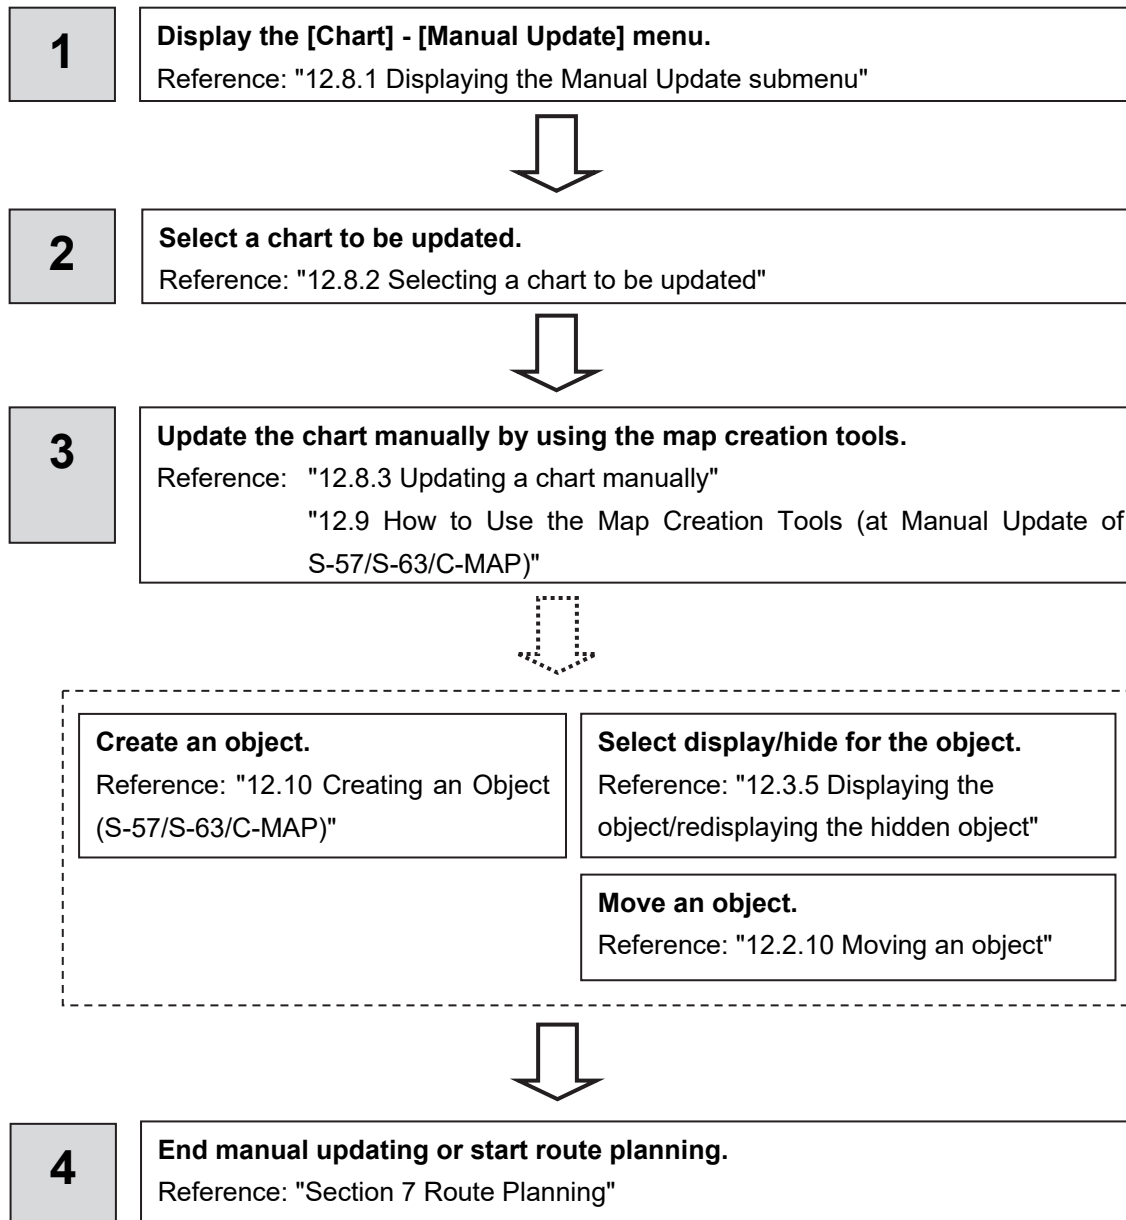 1
Display the [Chart] - [Manual Update] menu.
Reference: "12.8.1 Displaying the Manual Update submenu"
2
Select a chart to be updated.
Reference: "12.8.2 Selecting a chart to be updated"
3
Update the chart manually by using the map creation tools.
Reference: "12.8.3 Updating a chart manually"
"12.9 How to Use the Map Creation Tools (at Manual Update of
S-57/S-63/C-MAP)"
Create an object.
Reference: "12.10 Creating an Object
(S-57/S-63/C-MAP)"
Select display/hide for the object.
Reference: "12.3.5 Displaying the
object/redisplaying the hidden object"
Move an object.
Reference: "12.2.10 Moving an object"
4
End manual updating or start route planning.
Reference: "Section 7 Route Planning"